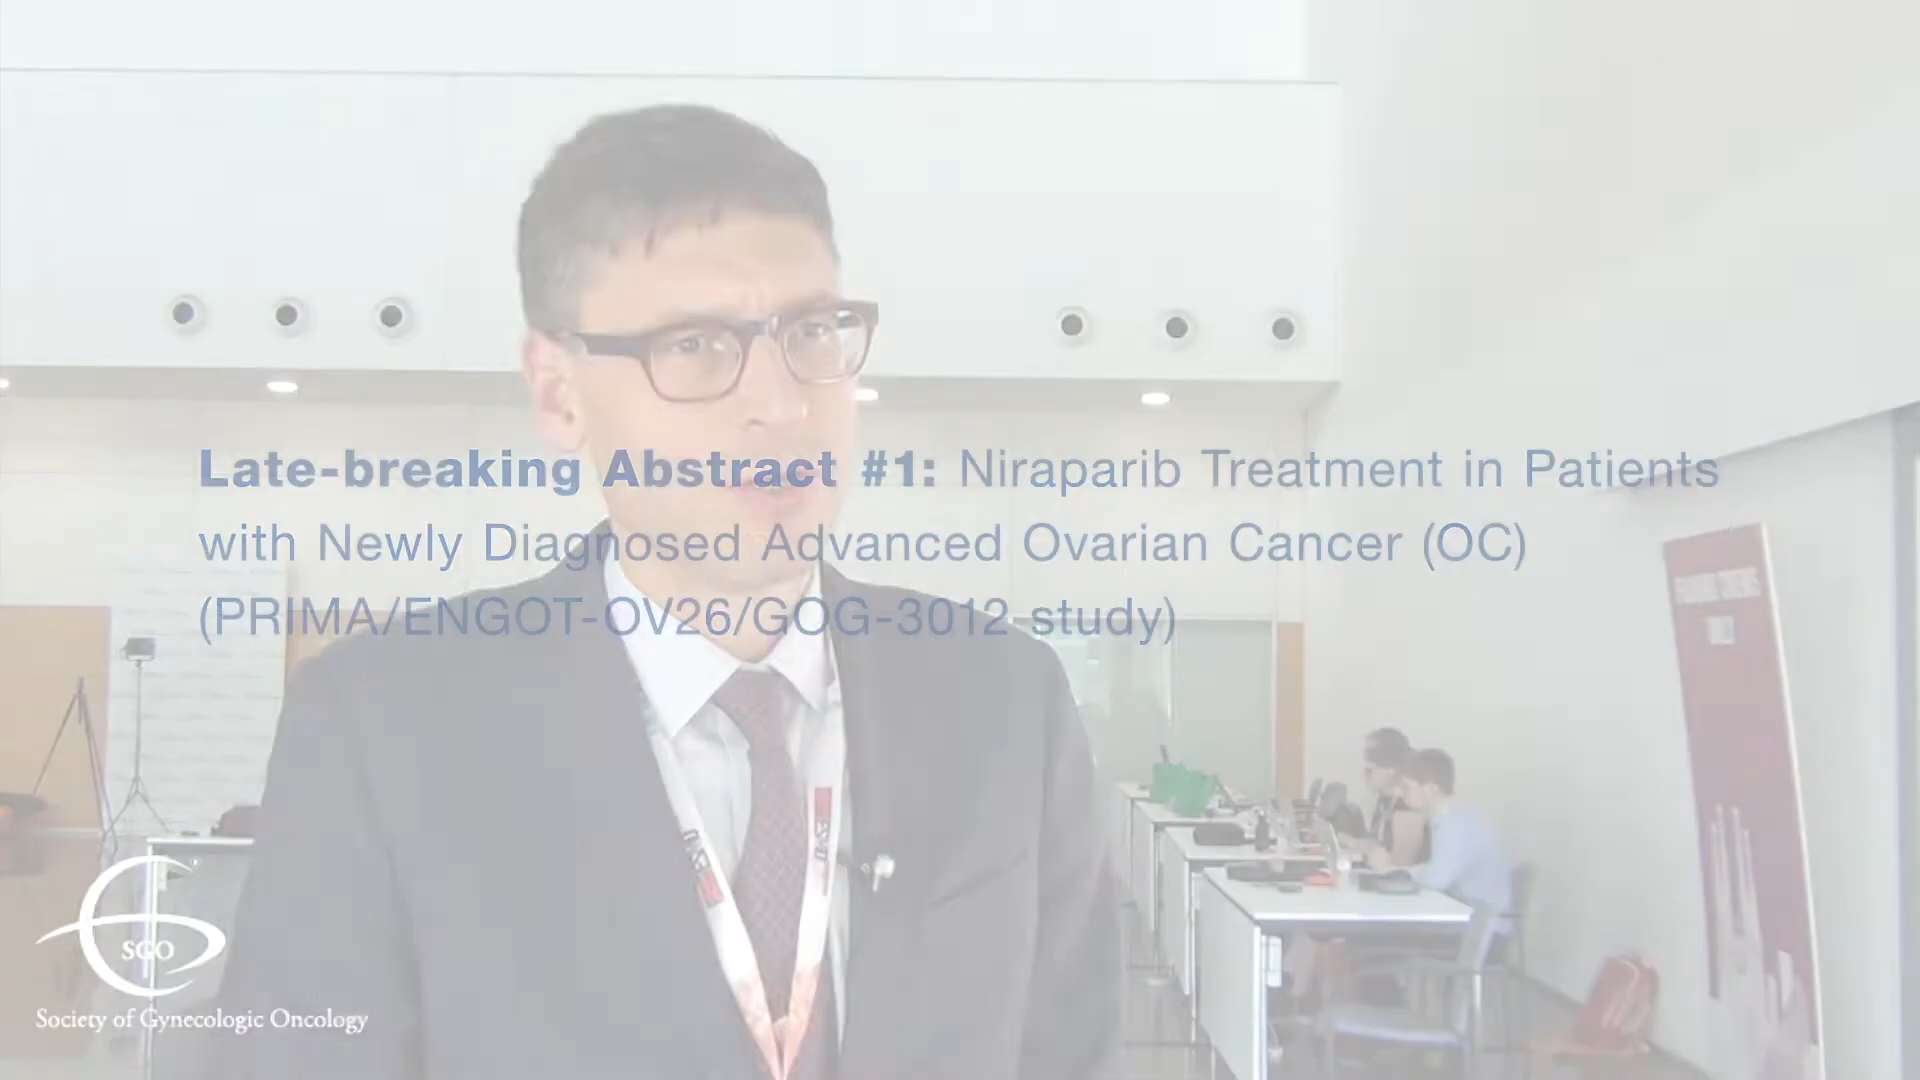 Late-breaking Abstract #1: Niraparib Treatment in Patients
with Newly Diagnosed Advanced Ovarian Cancer (OC)
(PRIMA/ENGOT-OV26/GOG-3012 study)
SGO
Society of Gynecologic Oncology